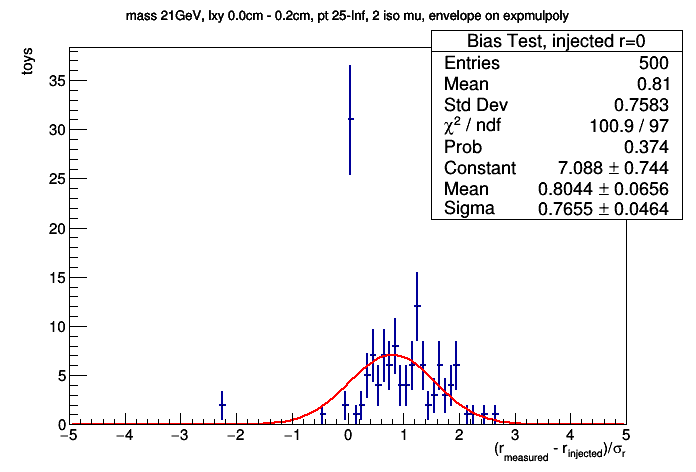 mass 21GeV, lxy 0.0cm - 0.2cm, pt 25-Inf, 2 iso mu, envelope on expmulpoly
toys
Bias Test, injected r=0
Entries 500
Mean 0.81
Std Dev 0.7583
χ² / ndf 100.9 / 97
Prob 0.374
Constant 7.088 ± 0.744
Mean 0.8044 ± 0.0656
Sigma 0.7655 ± 0.0464
35
30
25
20
15
10
5
0
−5 −4 −3 −2 −1 0 1 2 3 4 5
(r_measured - r_injected)/σ_r